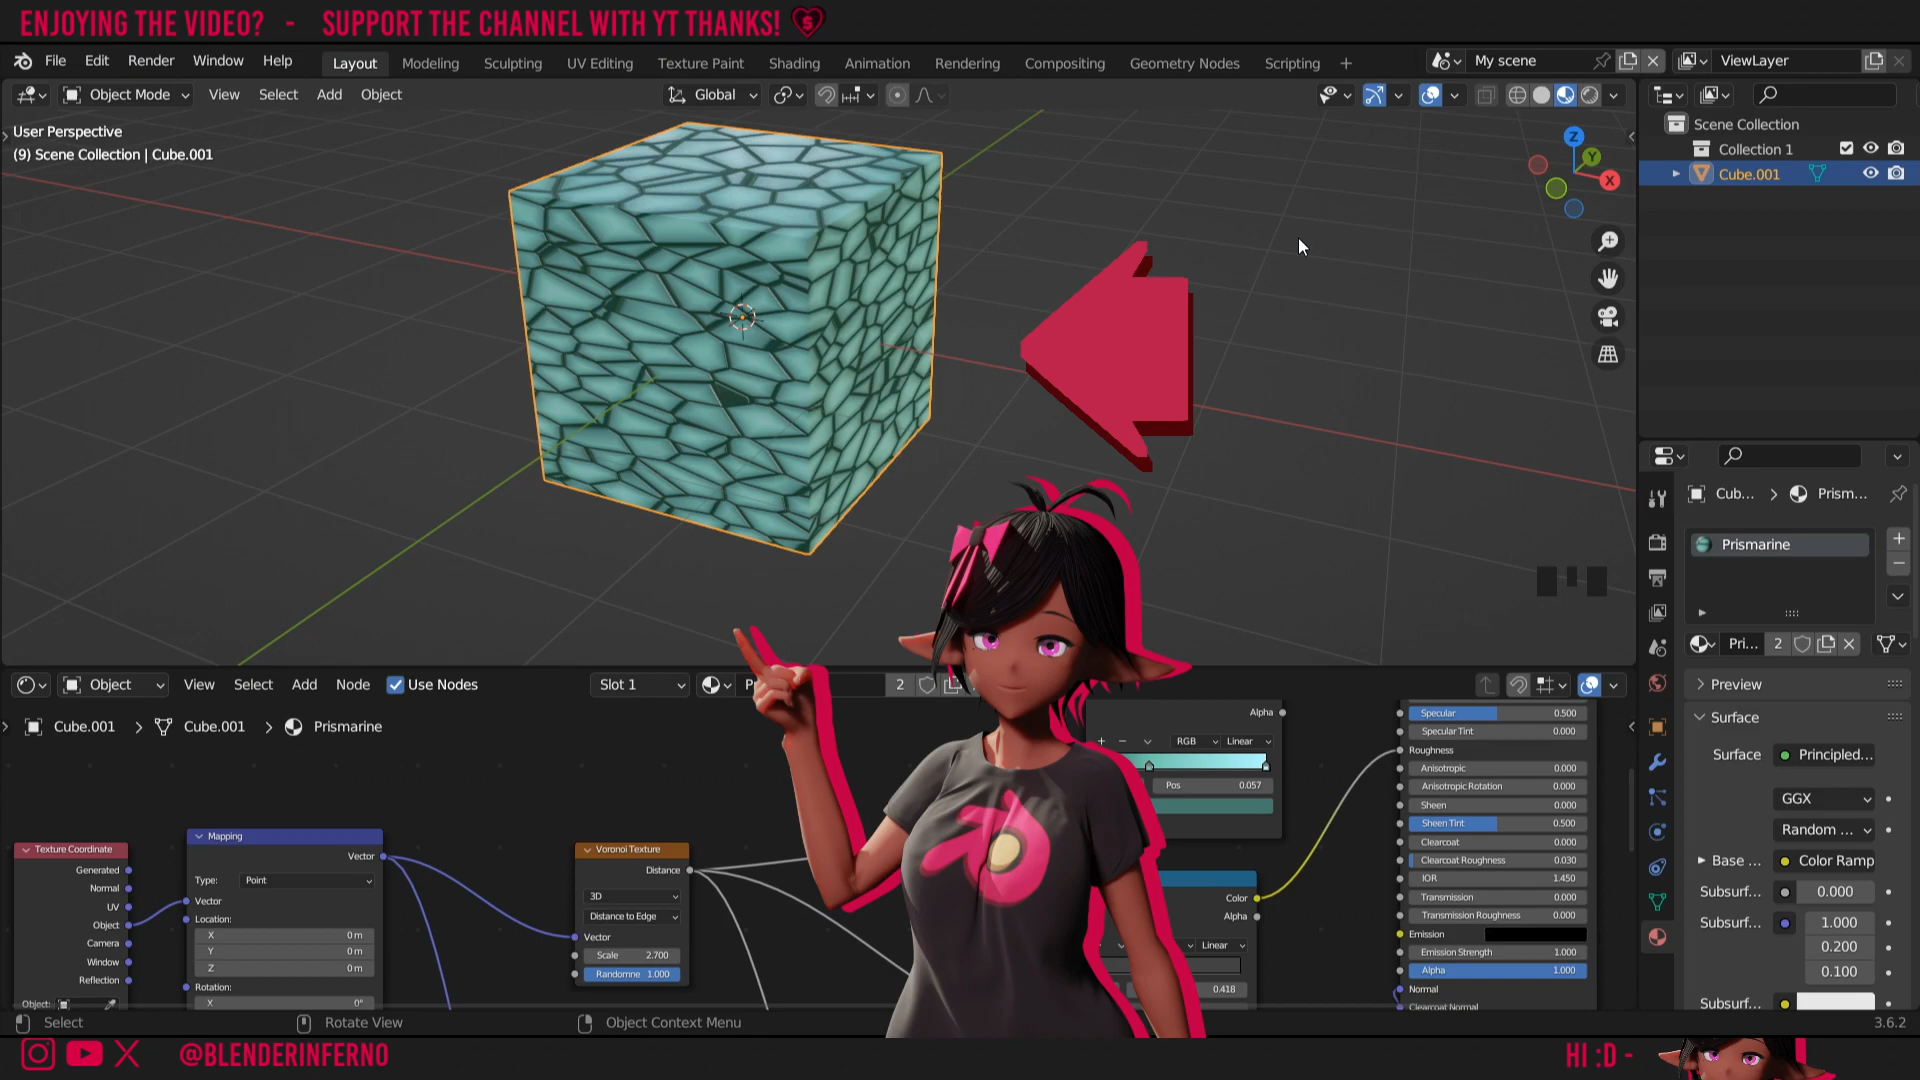 ENJOYING THE VIDEO? - SUPPORT THE CHANNEL WITH YT THANKS!
File Edit Render Window Help Layout Modeling Sculpting UV Editing Texture Paint Shading Animation Rendering Compositing Geometry Nodes Scripting + My scene ViewLayer
Object Mode View Select Add Object Global
User Perspective
(9) Scene Collection | Cube.001
Z
Y
X
Scene Collection
Collection 1
Cube.001
Cub... > Prism...
Prismarine
Pri... 2
Preview
Surface
Surface Principled...
GGX
Random ...
Base ... Color Ramp
Subsurf... 0.000
Subsurf... 1.000
0.200
0.100
Subsurf...
Object View Select Add Node Use Nodes Slot 1 2
Cube.001 > Cube.001 > Prismarine
Texture Coordinate
Generated
Normal
UV
Object
Camera
Window
Reflection
Object:
Mapping
Vector
Type: Point
Vector
Location:
X 0 m
Y 0 m
Z 0 m
Rotation:
X 0°
Voronoi Texture
Distance
3D
Distance to Edge
Vector
Scale 2.700
Randomne 1.000
Alpha
+ − RGB Linear
Pos 0.057
Color
Alpha
Linear
0.418
Specular 0.500
Specular Tint 0.000
Roughness
Anisotropic 0.000
Anisotropic Rotation 0.000
Sheen 0.000
Sheen Tint 0.500
Clearcoat 0.000
Clearcoat Roughness 0.030
IOR 1.450
Transmission 0.000
Transmission Roughness 0.000
Emission
Emission Strength 1.000
Alpha 1.000
Normal
Clearcoat Normal
Select Rotate View Object Context Menu 3.6.2
@BLENDERINFERNO
HI :D -